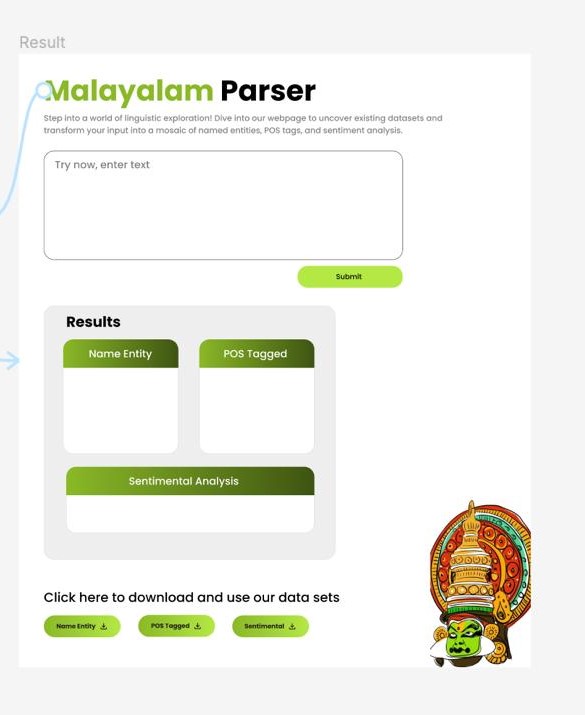 Result
Malayalam Parser
Step into a world of linguistic exploration! Dive into our webpage to uncover existing datasets and
transform your input into a mosaic of named entities, POS tags, and sentiment analysis.
Try now, enter text
Submit
Results
Name Entity
POS Tagged
Sentimental Analysis
Click here to download and use our data sets
Name Entity
POS Tagged
Sentimental